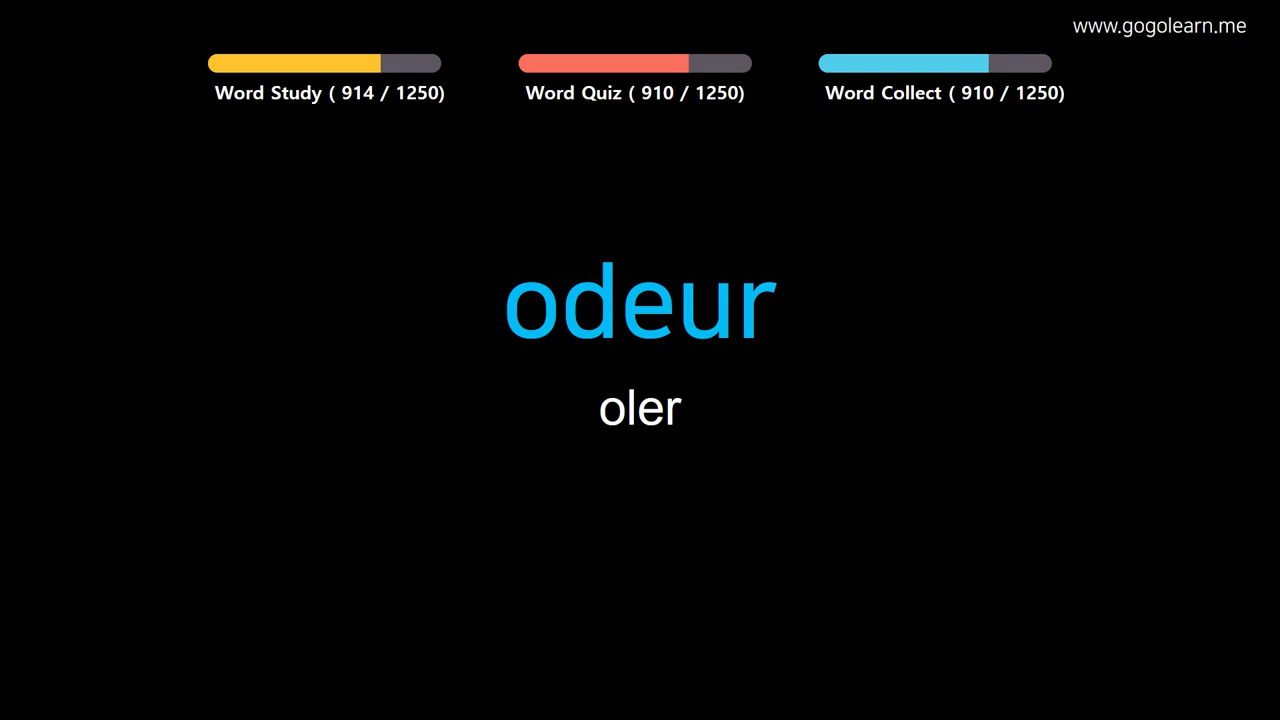 www.gogolearn.me
Word Study ( 914 / 1250)
Word Quiz ( 910 / 1250)
Word Collect ( 910 / 1250)
odeur
oler